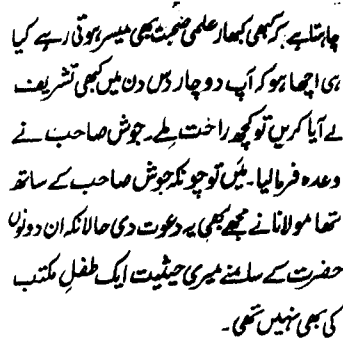 چاہتا ہے کہ کبھی کبھار علمی صحبت بھی میسر ہوتی رہے کیا
ہی اچھا ہو کہ آپ دو چار دس دن میں کبھی تشریف
لے آیا کریں تو کچھ راحت ملے۔ جوش صاحب نے
وعدہ فرما لیا۔ میں تو چونکہ جوش صاحب کے ساتھ
تھا مولانا نے مجھے بھی یہ دعوت دی حالانکہ ان دونوں
حضرت کے سامنے میری حیثیت ایک طفل مکتب
کی بھی نہیں تھی۔